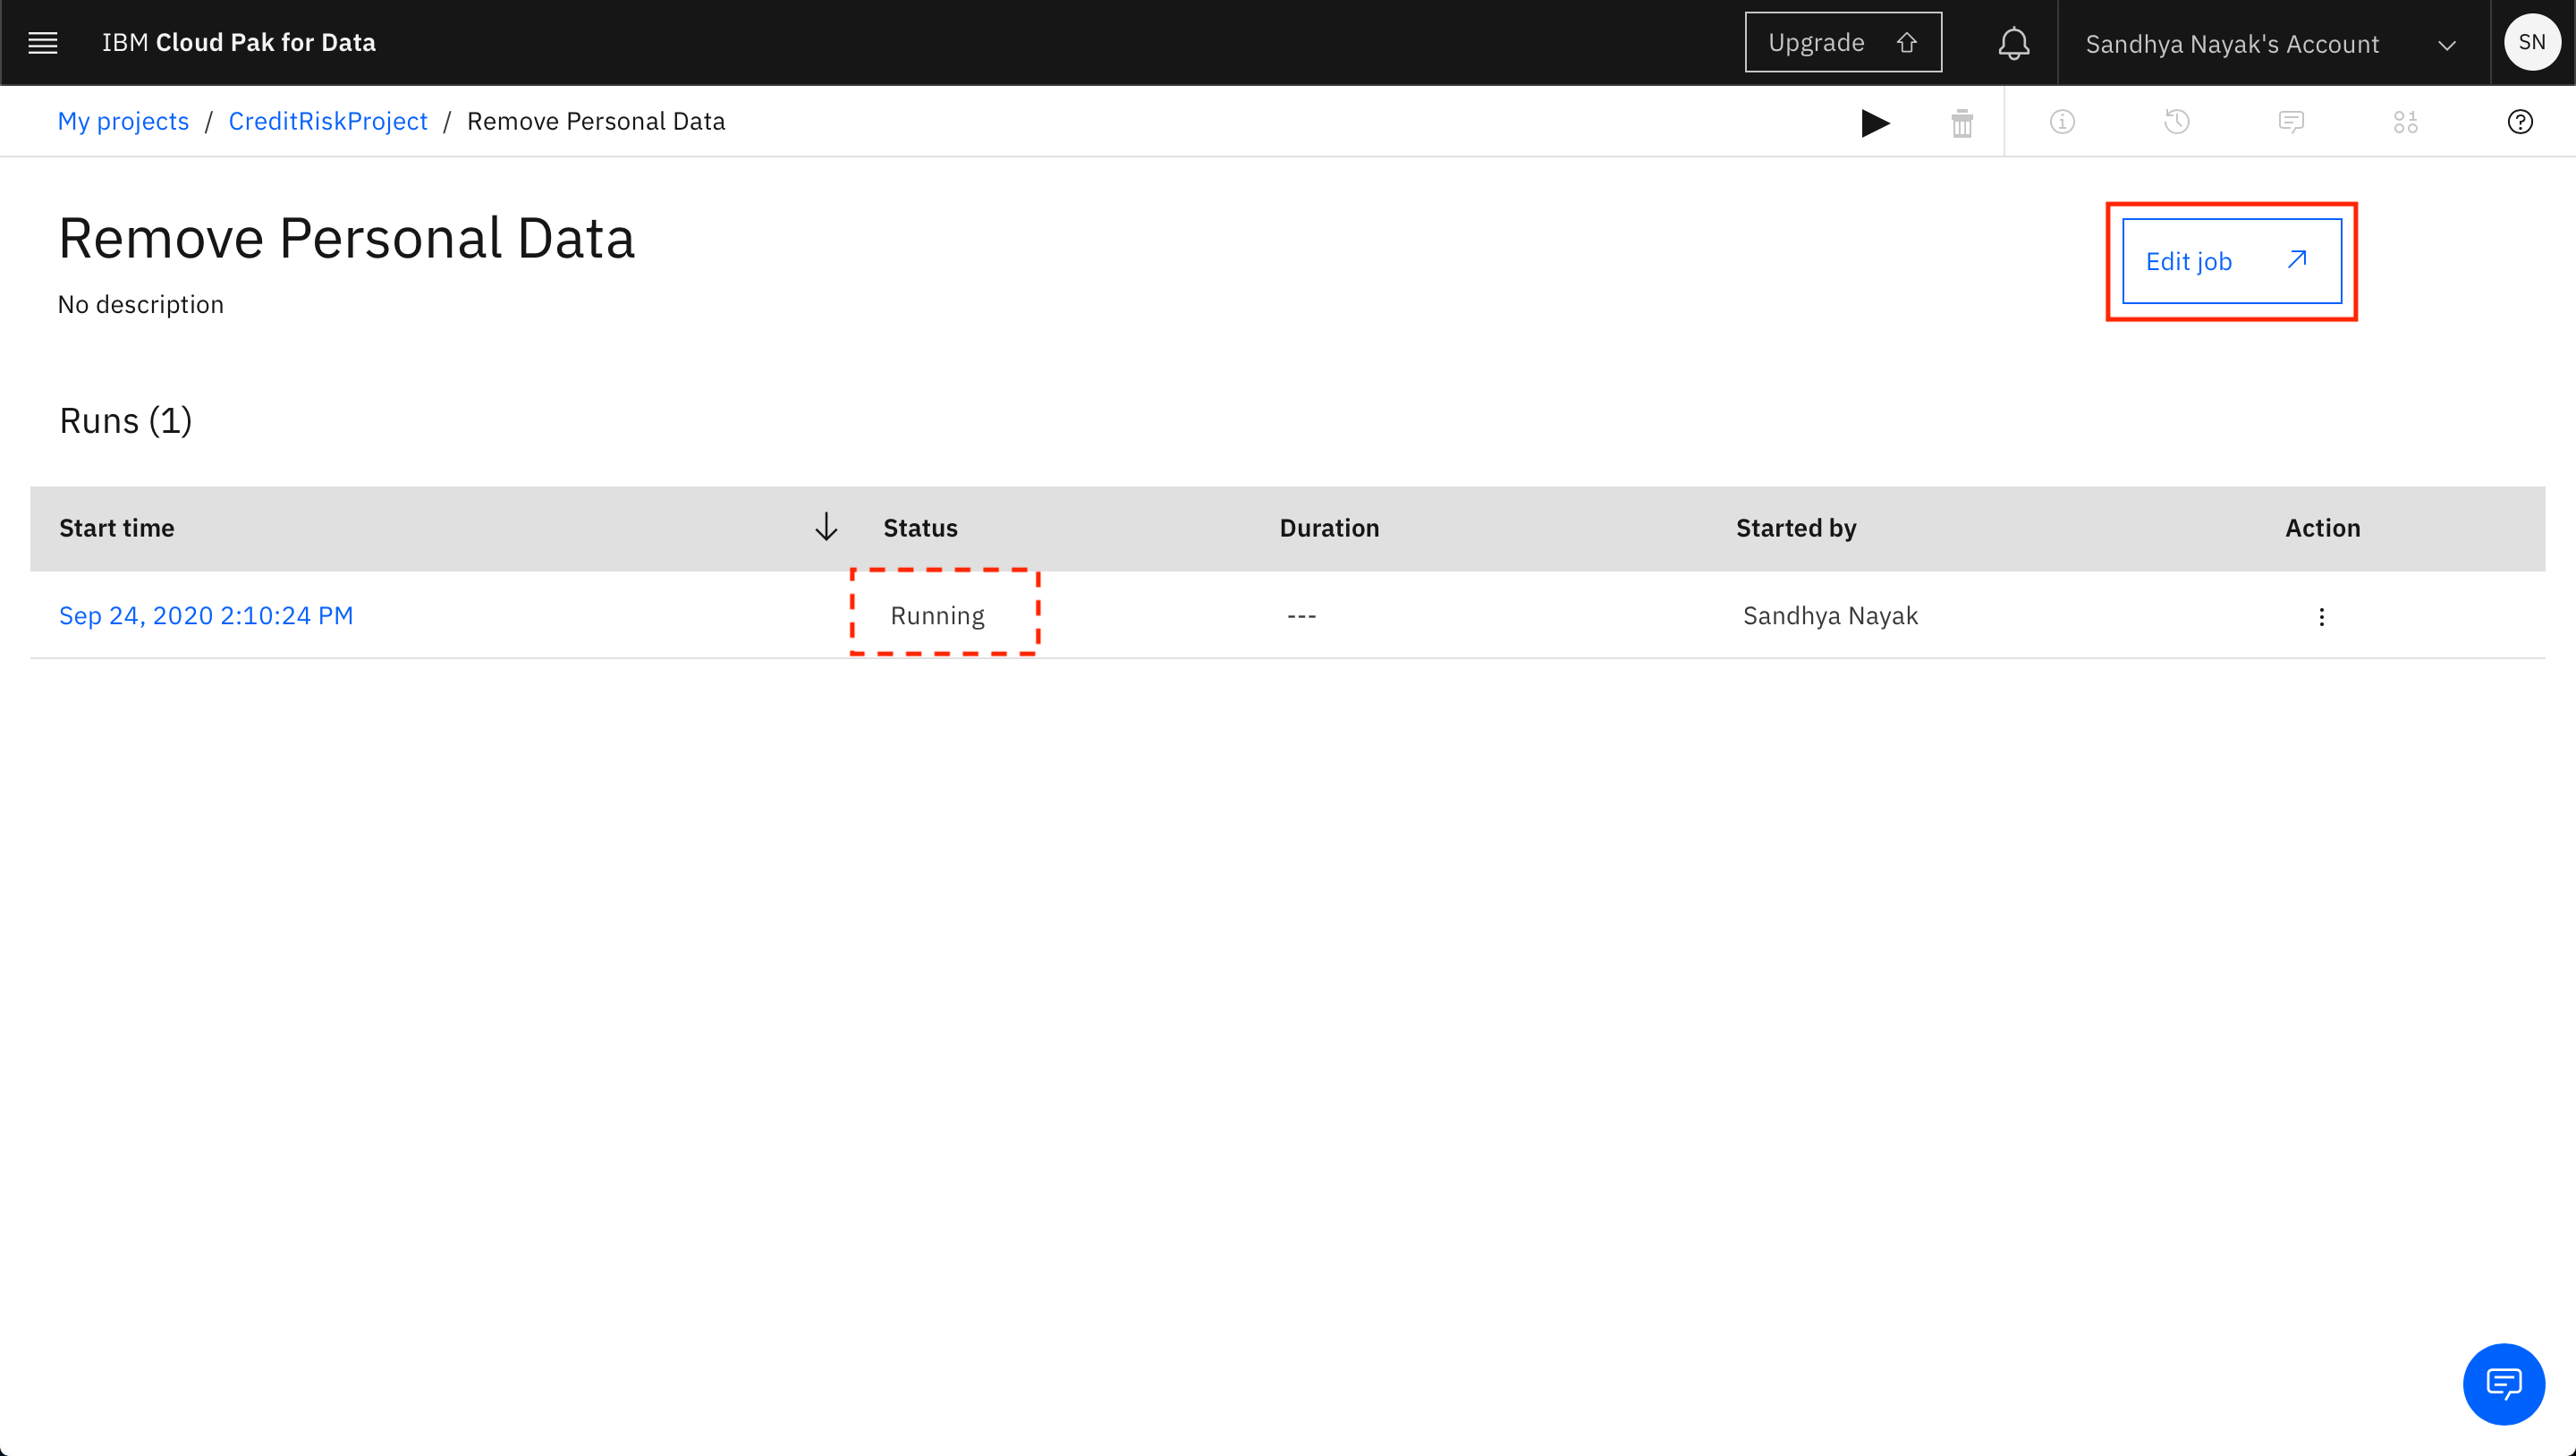 IBM Cloud Pak for Data
Upgrade
Sandhya Nayak's Account
SN
My projects / CreditRiskProject / Remove Personal Data
Remove Personal Data
Edit job
No description
Runs (1)
Start time Status Duration Started by Action
Sep 24, 2020 2:10:24 PM Running --- Sandhya Nayak